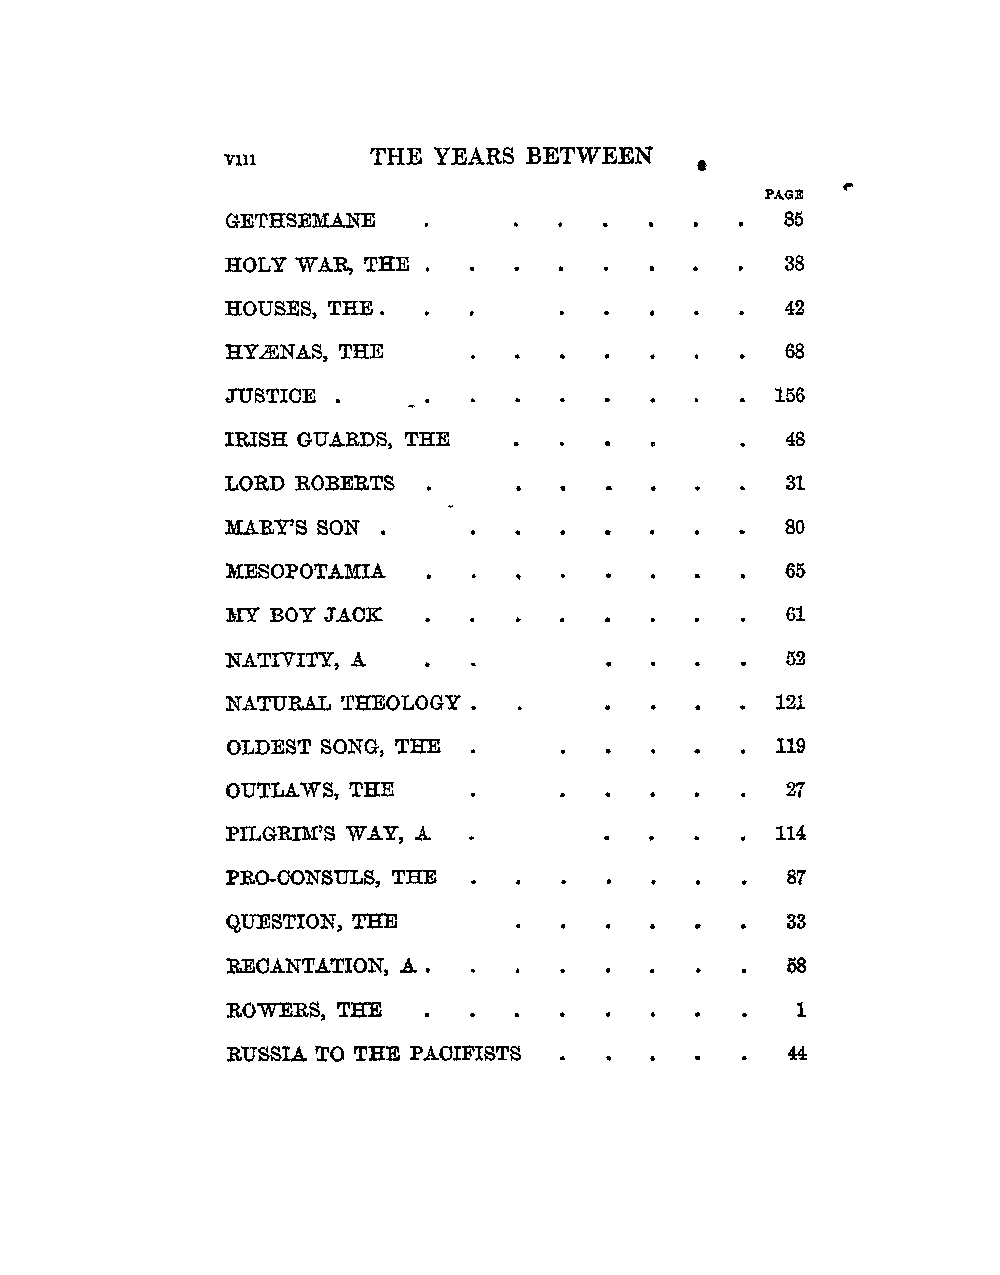 viii THE YEARS BETWEEN
PAGE
GETHSEMANE . . . . . . . 85
HOLY WAR, THE . . . . . . . . 38
HOUSES, THE . . . . . . . . 42
HYÆNAS, THE . . . . . . . 68
JUSTICE . . . . . . . . . 156
IRISH GUARDS, THE . . . . . 48
LORD ROBERTS . . . . . . . 31
MARY'S SON . . . . . . . . 80
MESOPOTAMIA . . . . . . . . 65
MY BOY JACK . . . . . . . . 61
NATIVITY, A . . . . . . 52
NATURAL THEOLOGY . . . . . . 121
OLDEST SONG, THE . . . . . . 119
OUTLAWS, THE . . . . . . 27
PILGRIM'S WAY, A . . . . . 114
PRO-CONSULS, THE . . . . . . . 87
QUESTION, THE . . . . . . 33
RECANTATION, A . . . . . . . . 58
ROWERS, THE . . . . . . . . 1
RUSSIA TO THE PACIFISTS . . . . . 44